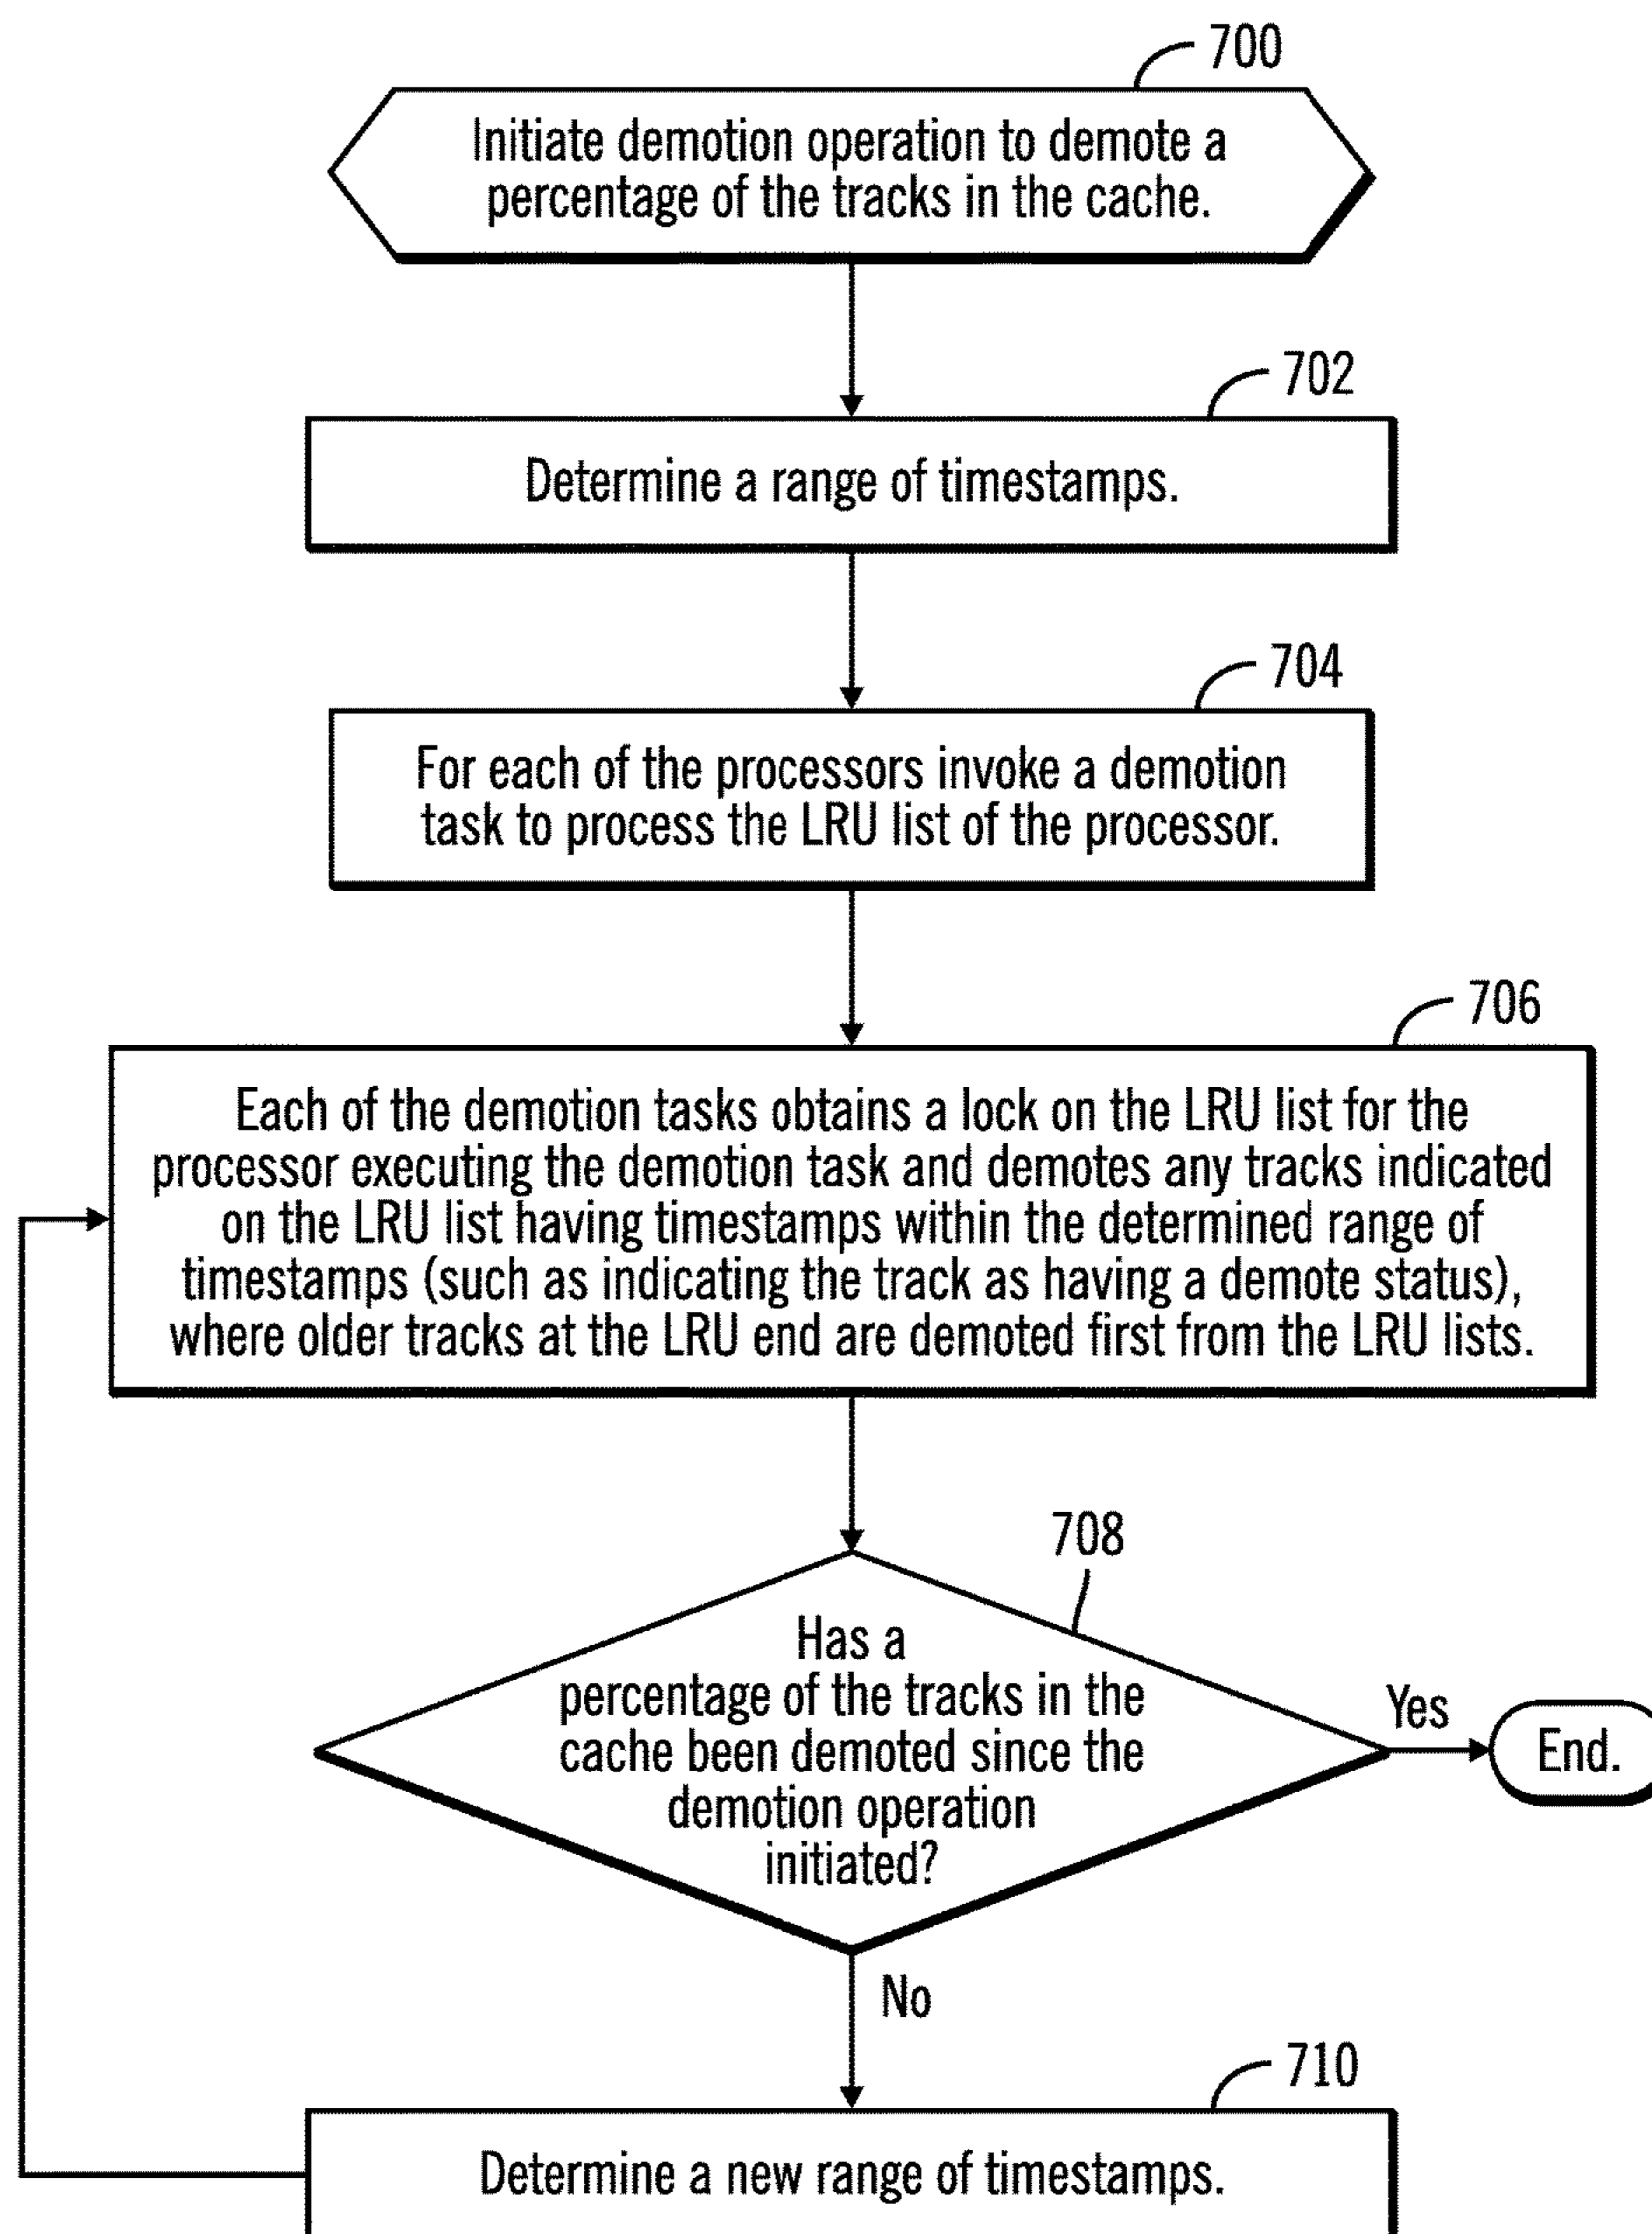 700
Initiate demotion operation to demote a
percentage of the tracks in the cache.
702
Determine a range of timestamps.
704
For each of the processors invoke a demotion
task to process the LRU list of the processor.
706
Each of the demotion tasks obtains a lock on the LRU list for the
processor executing the demotion task and demotes any tracks indicated
on the LRU list having timestamps within the determined range of
timestamps (such as indicating the track as having a demote status),
where older tracks at the LRU end are demoted first from the LRU lists.
708
Has a
percentage of the tracks in the
cache been demoted since the
demotion operation
initiated?
Yes
End.
No
710
Determine a new range of timestamps.